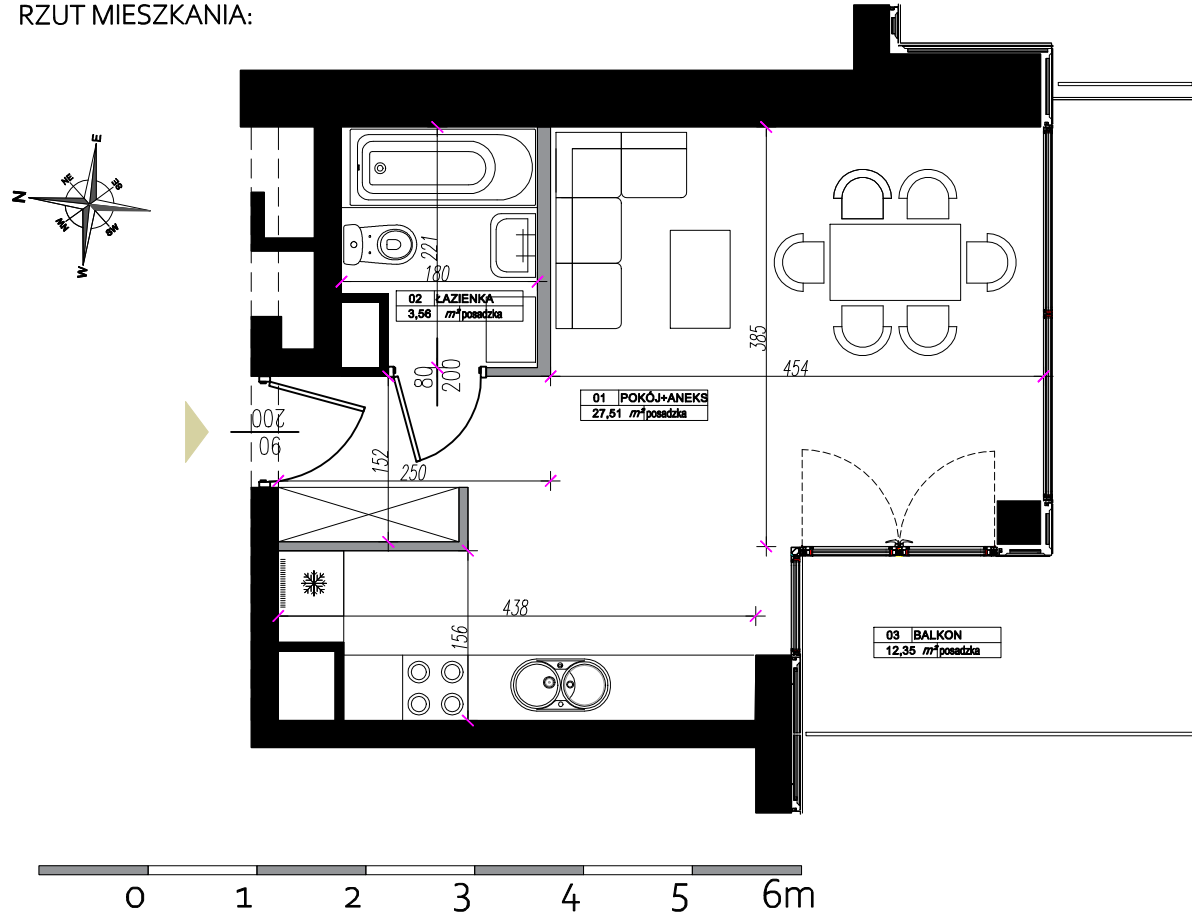 RZUT MIESZKANIA:
E
NE
SE
N
NW
SW
W
221
180
02 ŁAZIENKA
3,56 m² posadzka
385
454
80
200
01 POKÓJ+ANEKS
27,51 m² posadzka
200
90
152
250
438
156
03 BALKON
12,35 m² posadzka
0 1 2 3 4 5 6m